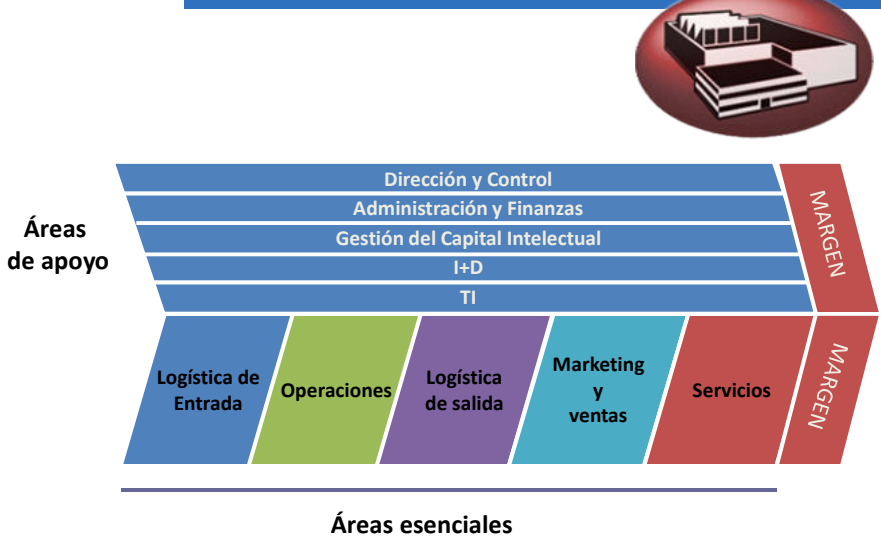 Dirección y Control
Administración y Finanzas
Gestión del Capital Intelectual
I+D
TI
MARGEN
Áreas
de apoyo
Logística de
Entrada
Operaciones
Logística
de salida
Marketing
y
ventas
Servicios
MARGEN
Áreas esenciales